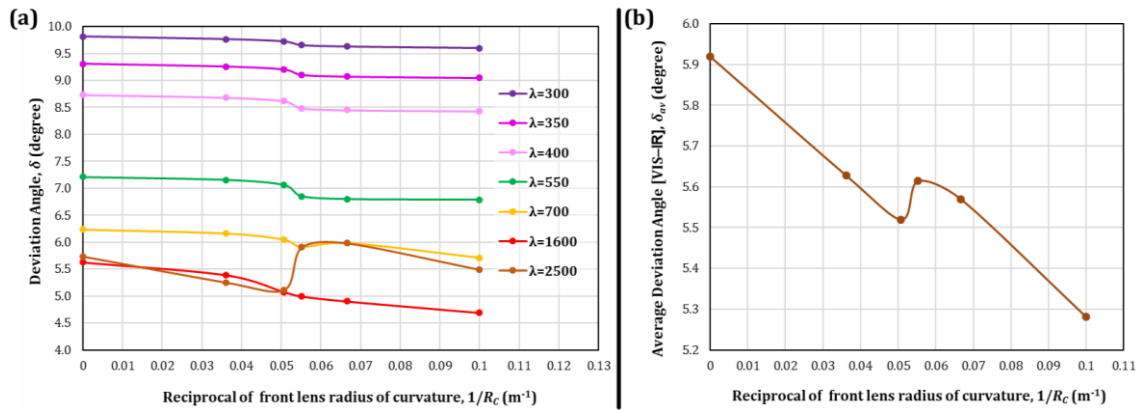 (a)
Deviation Angle, δ (degree)
10.0
9.5
9.0
8.5
8.0
7.5
7.0
6.5
6.0
5.5
5.0
4.5
4.0
λ=300
λ=350
λ=400
λ=550
λ=700
λ=1600
λ=2500
0 0.01 0.02 0.03 0.04 0.05 0.06 0.07 0.08 0.09 0.1 0.11 0.12 0.13
Reciprocal of front lens radius of curvature, 1/R_C (m⁻¹)
(b)
Average Deviation Angle [VIS–IR], δ_av (degree)
6.0
5.9
5.8
5.7
5.6
5.5
5.4
5.3
5.2
0 0.01 0.02 0.03 0.04 0.05 0.06 0.07 0.08 0.09 0.1 0.11
Reciprocal of front lens radius of curvature, 1/R_C (m⁻¹)